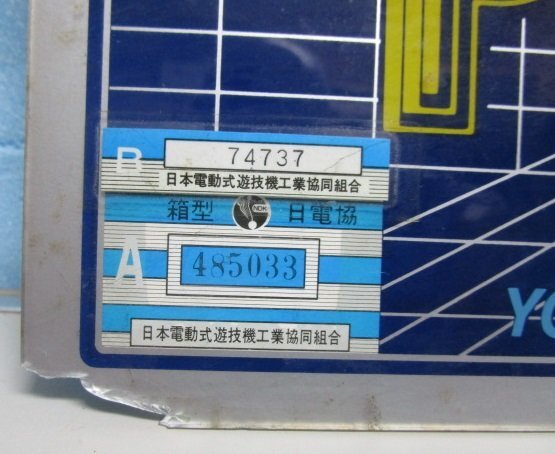 B 74737
日本電動式遊技機工業協同組合
箱型 NDK 日電協
A 485033
日本電動式遊技機工業協同組合